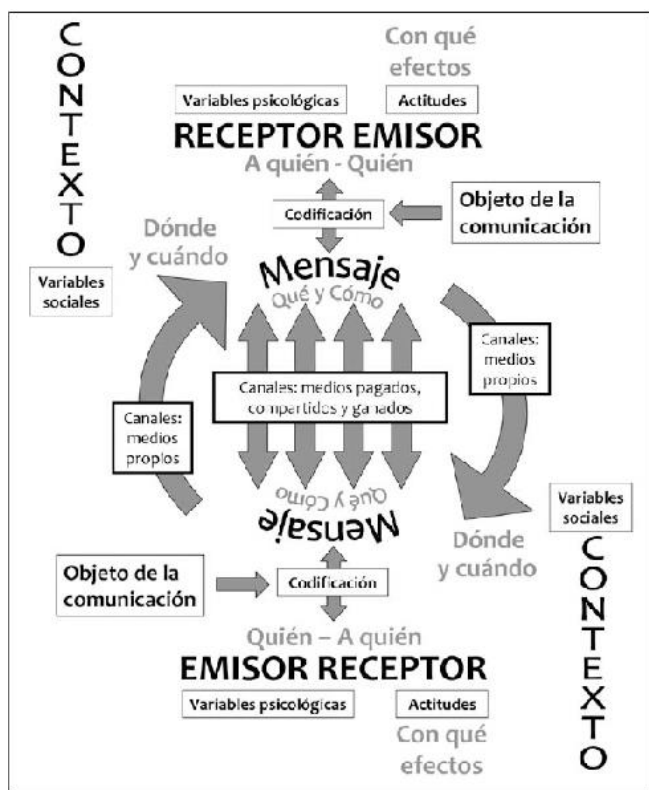 CONTEXTO
Con qué
efectos
Variables psicológicas
Actitudes
RECEPTOR EMISOR
A quién - Quién
Codificación
Objeto de la
comunicación
Dónde
y cuándo
Variables
sociales
Mensaje
Qué y Cómo
Canales:
medios
propios
Canales: medios pagados,
compartidos y ganados
Canales:
medios
propios
Qué y Cómo
Mensaje
Variables
sociales
Dónde
y cuándo
CONTEXTO
Objeto de la
comunicación
Codificación
Quién – A quién
EMISOR RECEPTOR
Variables psicológicas
Actitudes
Con qué
efectos